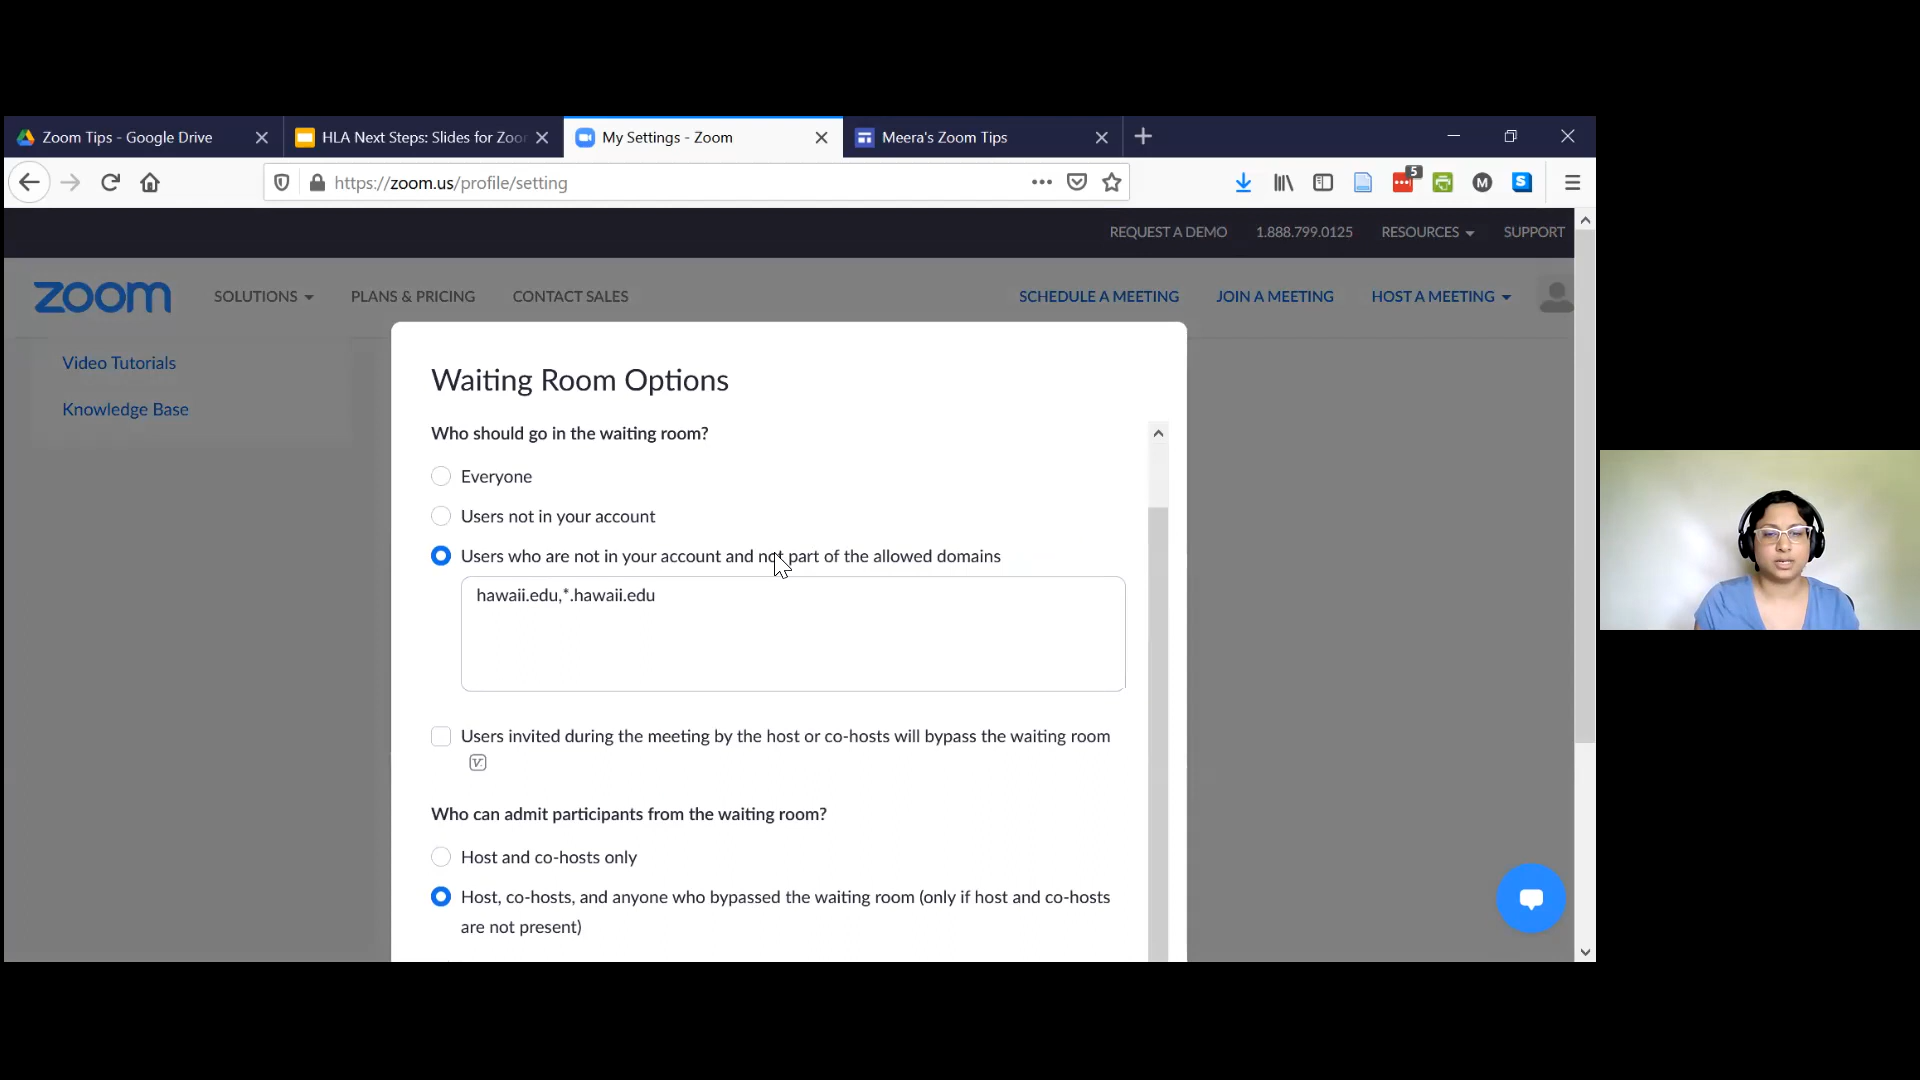 Zoom Tips - Google Drive
HLA Next Steps: Slides for Zoo
My Settings - Zoom
Meera's Zoom Tips
https://zoom.us/profile/setting
5
M
S
REQUEST A DEMO 1.888.799.0125 RESOURCES SUPPORT
zoom SOLUTIONS PLANS & PRICING CONTACT SALES SCHEDULE A MEETING JOIN A MEETING HOST A MEETING
Video Tutorials
Knowledge Base
Waiting Room Options
Who should go in the waiting room?
Everyone
Users not in your account
Users who are not in your account and not part of the allowed domains
hawaii.edu,*.hawaii.edu
Users invited during the meeting by the host or co-hosts will bypass the waiting room
Who can admit participants from the waiting room?
Host and co-hosts only
Host, co-hosts, and anyone who bypassed the waiting room (only if host and co-hosts
are not present)